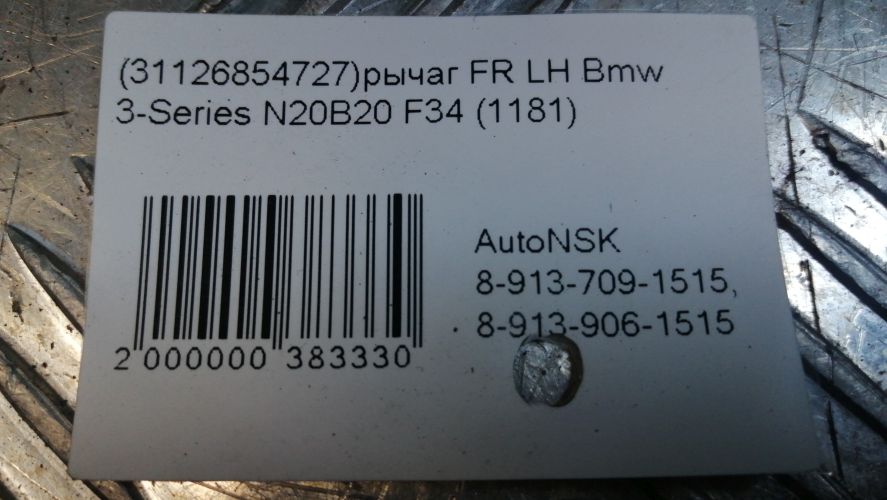 (31126854727)рычаг FR LH Bmw
3-Series N20B20 F34 (1181)
AutoNSK
8-913-709-1515,
8-913-906-1515
2 000000 383330